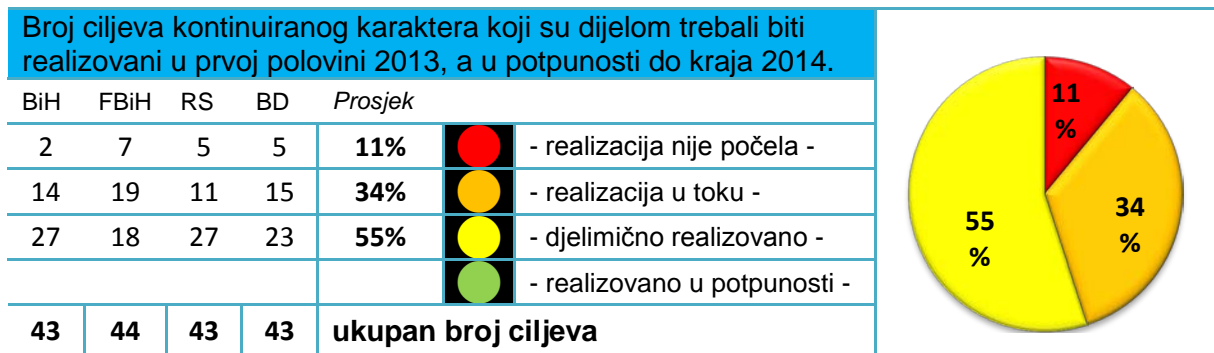 Broj ciljeva kontinuiranog karaktera koji su dijelom trebali biti
realizovani u prvoj polovini 2013, a u potpunosti do kraja 2014.
BiH FBiH RS BD Prosjek
2 7 5 5 11% - realizacija nije počela -
14 19 11 15 34% - realizacija u toku -
27 18 27 23 55% - djelimično realizovano -
- realizovano u potpunosti -
43 44 43 43 ukupan broj ciljeva
11
%
34
%
55
%